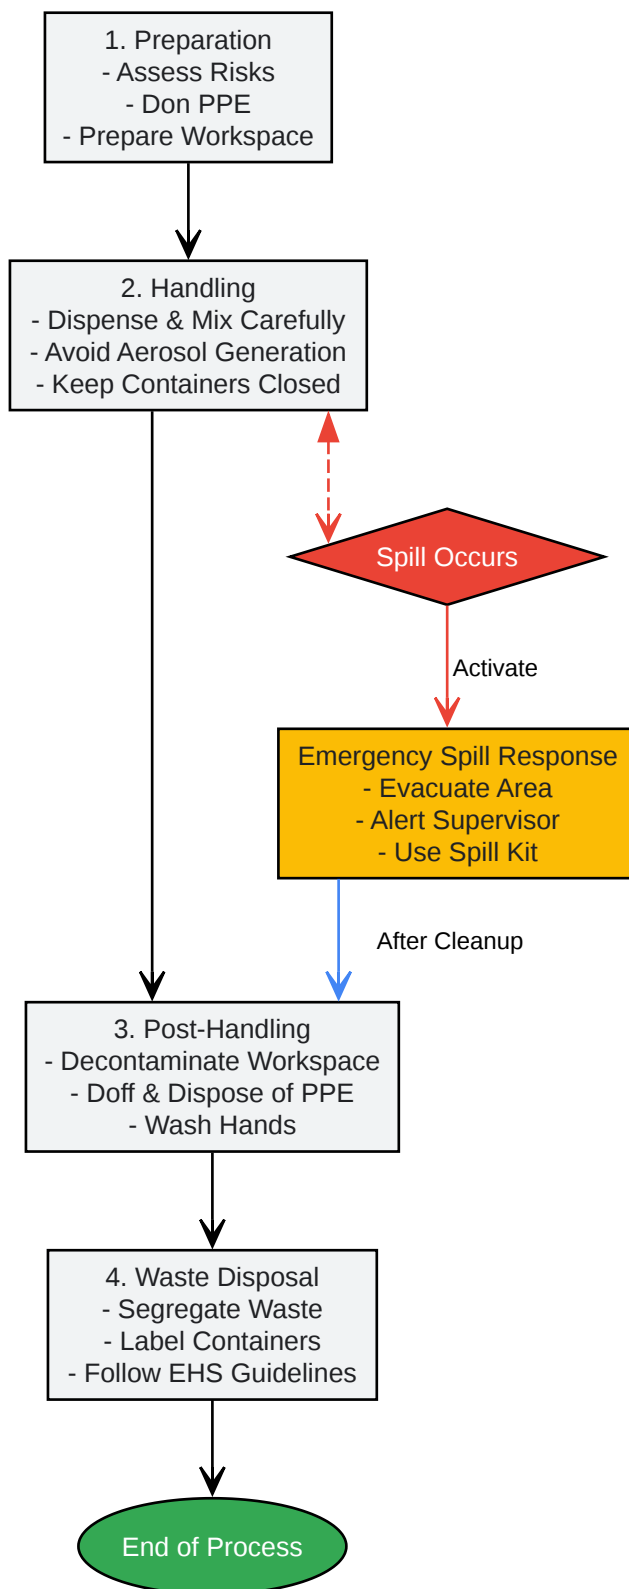 1. Preparation
- Assess Risks
- Don PPE
- Prepare Workspace
2. Handling
- Dispense & Mix Carefully
- Avoid Aerosol Generation
- Keep Containers Closed
Spill Occurs
Activate
Emergency Spill Response
- Evacuate Area
- Alert Supervisor
- Use Spill Kit
After Cleanup
3. Post-Handling
- Decontaminate Workspace
- Doff & Dispose of PPE
- Wash Hands
4. Waste Disposal
- Segregate Waste
- Label Containers
- Follow EHS Guidelines
End of Process